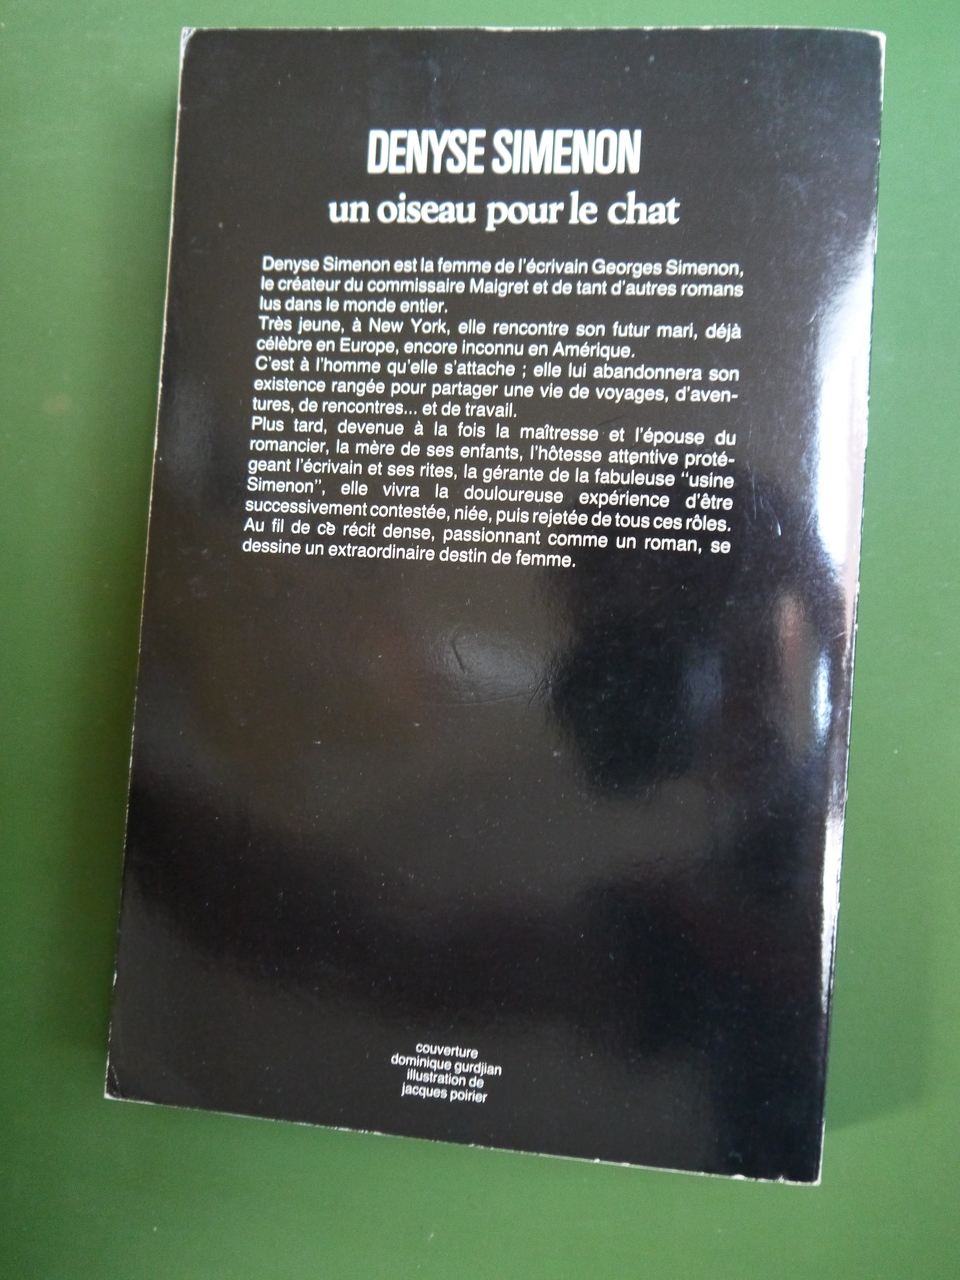 DENYSE SIMENON
un oiseau pour le chat
Denyse Simenon est la femme de l'écrivain Georges Simenon,
le créateur du commissaire Maigret et de tant d'autres romans
lus dans le monde entier.
Très jeune, à New York, elle rencontre son futur mari, déjà
célèbre en Europe, encore inconnu en Amérique.
C'est à l'homme qu'elle s'attache ; elle lui abandonnera son
existence rangée pour partager une vie de voyages, d'aven-
tures, de rencontres... et de travail.
Plus tard, devenue à la fois la maîtresse et l'épouse du
romancier, la mère de ses enfants, l'hôtesse attentive proté-
geant l'écrivain et ses rites, la gérante de la fabuleuse "usine
Simenon", elle vivra la douloureuse expérience d'être
successivement contestée, niée, puis rejetée de tous ces rôles.
Au fil de ce récit dense, passionnant comme un roman, se
dessine un extraordinaire destin de femme.
couverture
dominique gurdjian
illustration de
jacques poirier